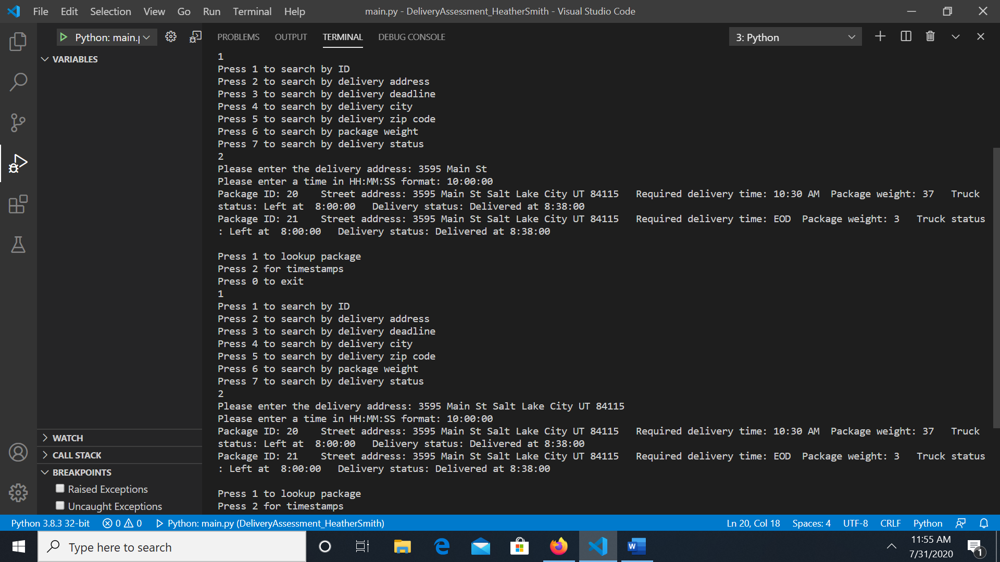 File Edit Selection View Go Run Terminal Help main.py - DeliveryAssessment_HeatherSmith - Visual Studio Code
Python: main.p
PROBLEMS OUTPUT TERMINAL DEBUG CONSOLE 3: Python
VARIABLES
1
Press 1 to search by ID
Press 2 to search by delivery address
Press 3 to search by delivery deadline
Press 4 to search by delivery city
Press 5 to search by delivery zip code
Press 6 to search by package weight
Press 7 to search by delivery status
2
Please enter the delivery address: 3595 Main St
Please enter a time in HH:MM:SS format: 10:00:00
Package ID: 20    Street address: 3595 Main St Salt Lake City UT 84115   Required delivery time: 10:30 AM  Package weight: 37   Truck
status: Left at  8:00:00   Delivery status: Delivered at 8:38:00
Package ID: 21    Street address: 3595 Main St Salt Lake City UT 84115   Required delivery time: EOD  Package weight: 3   Truck status
: Left at  8:00:00   Delivery status: Delivered at 8:38:00
Press 1 to lookup package
Press 2 for timestamps
Press 0 to exit
1
Press 1 to search by ID
Press 2 to search by delivery address
Press 3 to search by delivery deadline
Press 4 to search by delivery city
Press 5 to search by delivery zip code
Press 6 to search by package weight
Press 7 to search by delivery status
2
Please enter the delivery address: 3595 Main St Salt Lake City UT 84115
Please enter a time in HH:MM:SS format: 10:00:00
Package ID: 20    Street address: 3595 Main St Salt Lake City UT 84115   Required delivery time: 10:30 AM  Package weight: 37   Truck
status: Left at  8:00:00   Delivery status: Delivered at 8:38:00
Package ID: 21    Street address: 3595 Main St Salt Lake City UT 84115   Required delivery time: EOD  Package weight: 3   Truck status
: Left at  8:00:00   Delivery status: Delivered at 8:38:00
Press 1 to lookup package
Press 2 for timestamps
WATCH
CALL STACK
BREAKPOINTS
Raised Exceptions
Uncaught Exceptions
Python 3.8.3 32-bit 0 0 Python: main.py (DeliveryAssessment_HeatherSmith) Ln 20, Col 18 Spaces: 4 UTF-8 CRLF Python
Type here to search
W
11:55 AM
7/31/2020
1